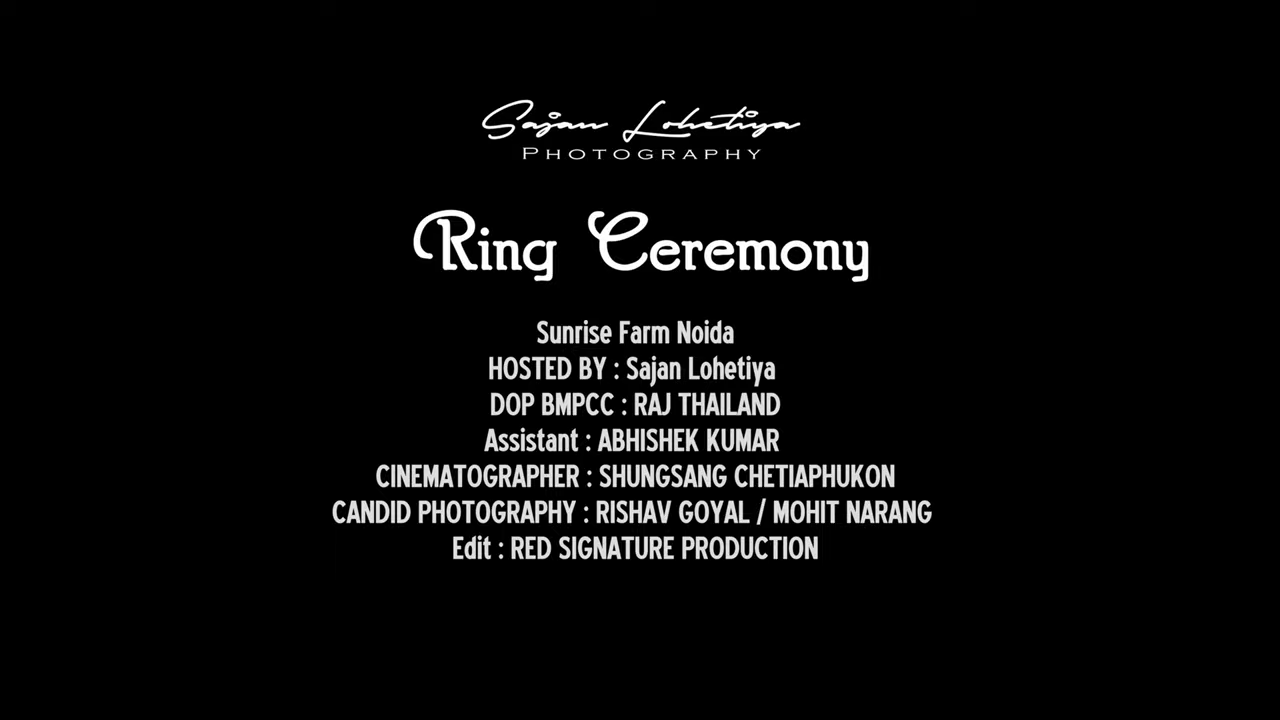 Sajan Lohetiya
PHOTOGRAPHY
Ring Ceremony
Sunrise Farm Noida
HOSTED BY : Sajan Lohetiya
DOP BMPCC : RAJ THAILAND
Assistant : ABHISHEK KUMAR
CINEMATOGRAPHER : SHUNGSANG CHETIAPHUKON
CANDID PHOTOGRAPHY : RISHAV GOYAL / MOHIT NARANG
Edit : RED SIGNATURE PRODUCTION